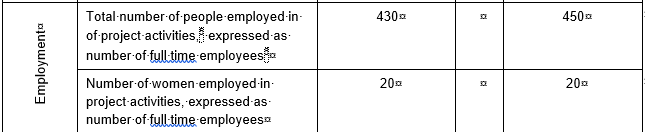 Total number of people employed in
of project activities, expressed as
number of full time employees
430
450
Employment
Number of women employed in
project activities, expressed as
number of full time employees
20
20